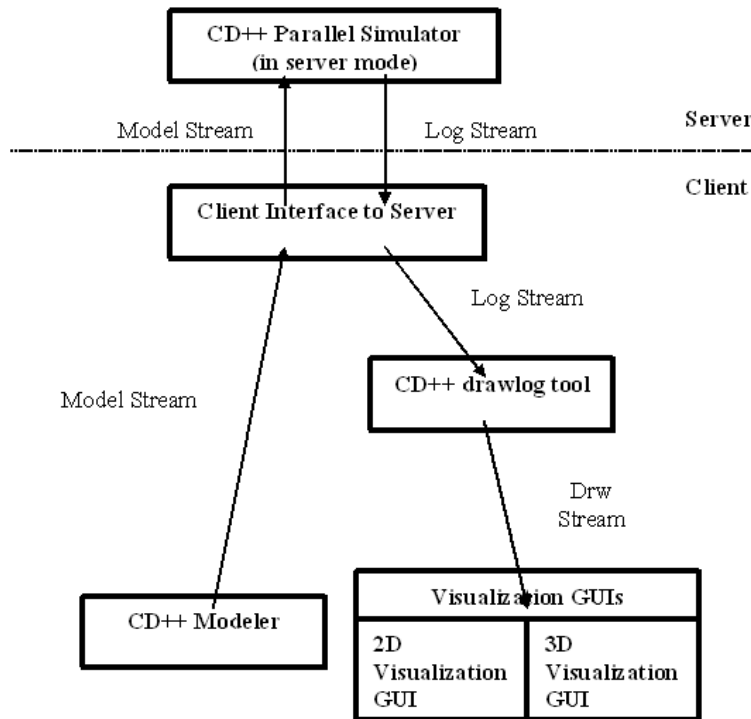 CD++ Parallel Simulator
(in server mode)
Model Stream
Log Stream
Server
Client
Client Interface to Server
Log Stream
CD++ drawlog tool
Model Stream
Drw
Stream
Visualization GUIs
CD++ Modeler
2D
Visualization
GUI
3D
Visualization
GUI